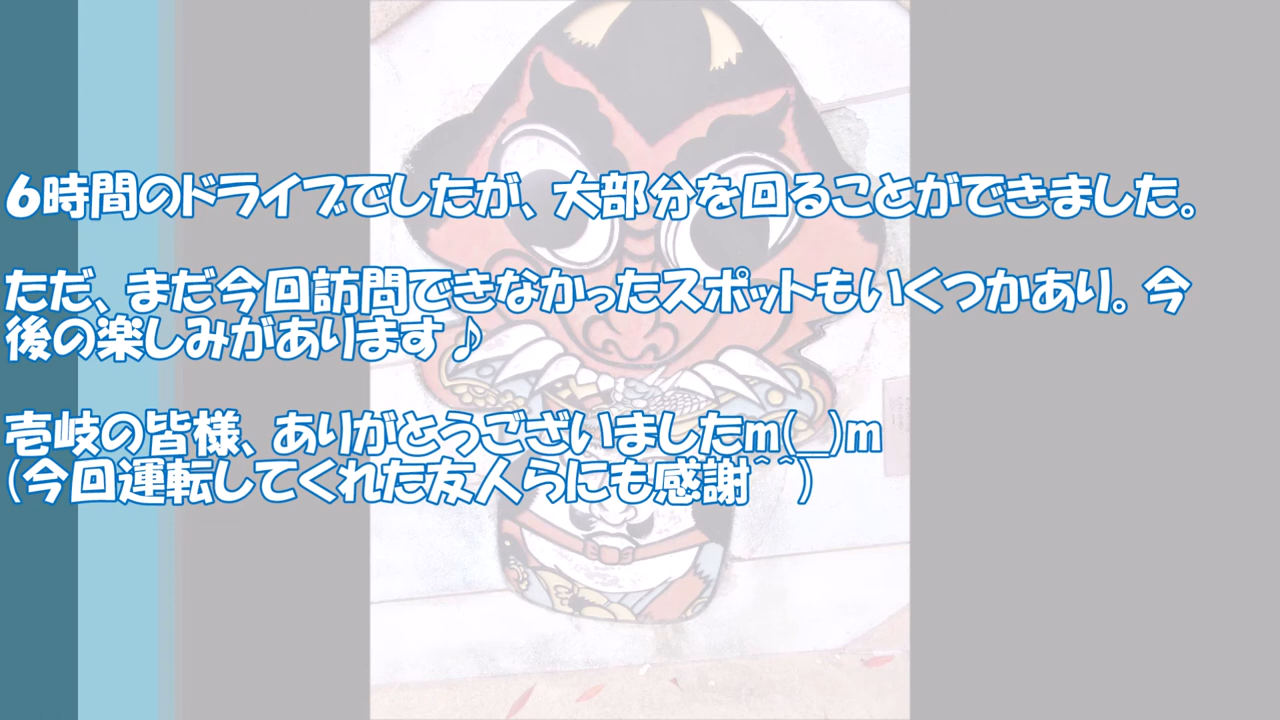 ６時間のドライブでしたが、大部分を回ることができました。
ただ、まだ今回訪問できなかったスポットもいくつかあり。今
後の楽しみがあります♪
壱岐の皆様、ありがとうございましたm(_)m
(今回運転してくれた友人らにも感謝^^)